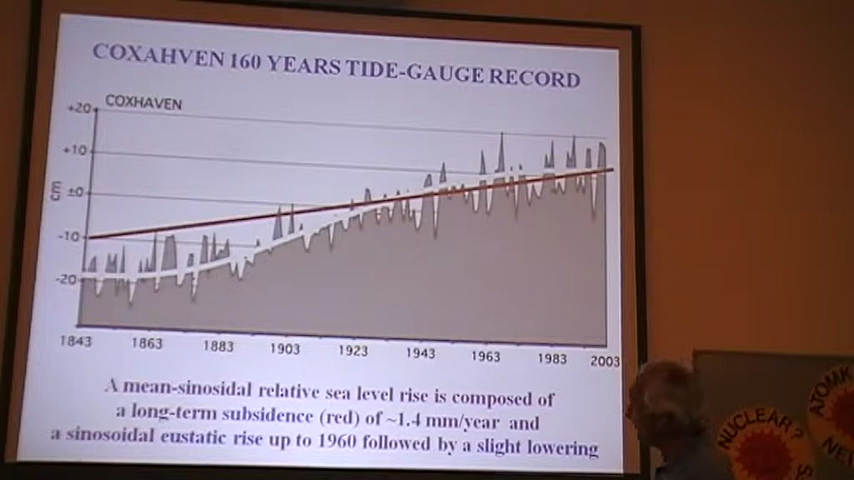 COXAHVEN 160 YEARS TIDE-GAUGE RECORD
COXHAVEN
+20
+10
cm
±0
-10
-20
1843 1863 1883 1903 1923 1943 1963 1983 2003
A mean-sinosidal relative sea level rise is composed of
a long-term subsidence (red) of ~1.4 mm/year and
a sinosoidal eustatic rise up to 1960 followed by a slight lowering
NUCLEAR?
ATOMK